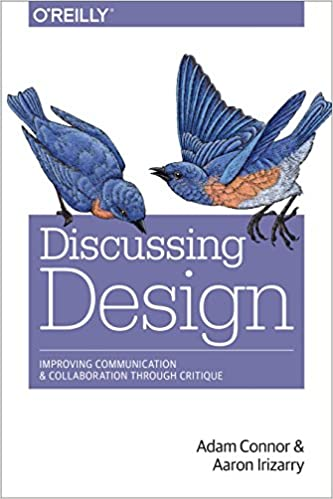 O'REILLY®
Discussing
Design
IMPROVING COMMUNICATION
& COLLABORATION THROUGH CRITIQUE
Adam Connor &
Aaron Irizarry